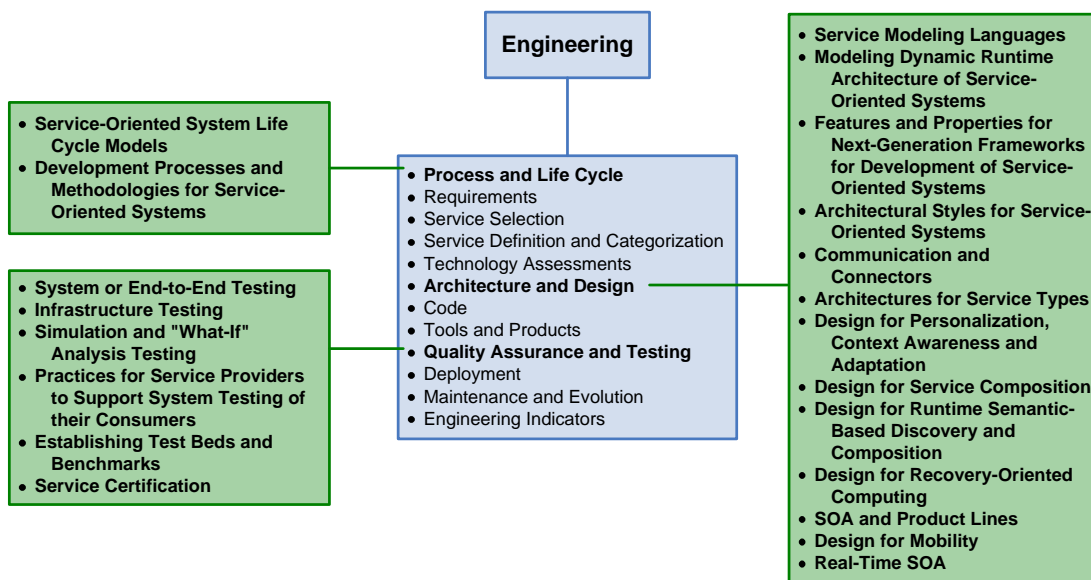 Engineering
• Service-Oriented System Life
Cycle Models
• Development Processes and
Methodologies for Service-
Oriented Systems
• System or End-to-End Testing
• Infrastructure Testing
• Simulation and "What-If"
Analysis Testing
• Practices for Service Providers
to Support System Testing of
their Consumers
• Establishing Test Beds and
Benchmarks
• Service Certification
• Process and Life Cycle
• Requirements
• Service Selection
• Service Definition and Categorization
• Technology Assessments
• Architecture and Design
• Code
• Tools and Products
• Quality Assurance and Testing
• Deployment
• Maintenance and Evolution
• Engineering Indicators
• Service Modeling Languages
• Modeling Dynamic Runtime
Architecture of Service-
Oriented Systems
• Features and Properties for
Next-Generation Frameworks
for Development of Service-
Oriented Systems
• Architectural Styles for Service-
Oriented Systems
• Communication and
Connectors
• Architectures for Service Types
• Design for Personalization,
Context Awareness and
Adaptation
• Design for Service Composition
• Design for Runtime Semantic-
Based Discovery and
Composition
• Design for Recovery-Oriented
Computing
• SOA and Product Lines
• Design for Mobility
• Real-Time SOA